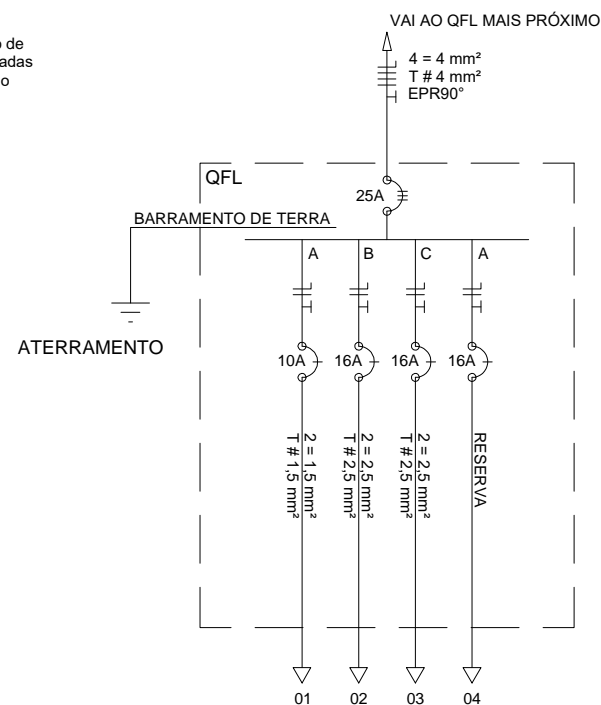 VAI AO QFL MAIS PRÓXIMO
de
adas
o
4 = 4 mm²
T # 4 mm²
EPR90°
QFL
25A
BARRAMENTO DE TERRA
A B C A
ATERRAMENTO
10A 16A 16A 16A
2 = 1,5 mm²
T # 1,5 mm²
2 = 2,5 mm²
T # 2,5 mm²
2 = 2,5 mm²
T # 2,5 mm²
RESERVA
01 02 03 04